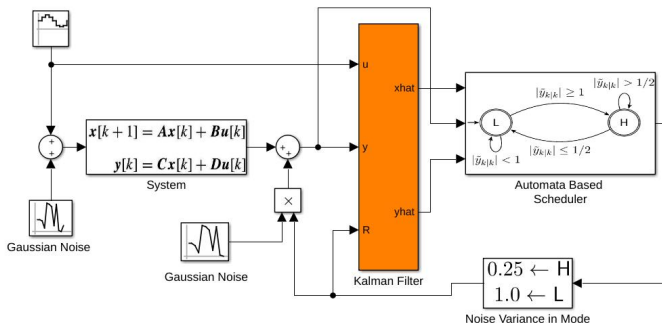 u
xhat
y
yhat
R
Kalman Filter
+
+
x[k + 1] = Ax[k] + Bu[k]
y[k] = Cx[k] + Du[k]
System
+
+
×
Gaussian Noise
Gaussian Noise
|ỹ_{k|k}| ≥ 1
|ỹ_{k|k}| > 1/2
L
H
|ỹ_{k|k}| < 1
|ỹ_{k|k}| ≤ 1/2
Automata Based
Scheduler
0.25 ← H
1.0 ← L
Noise Variance in Mode